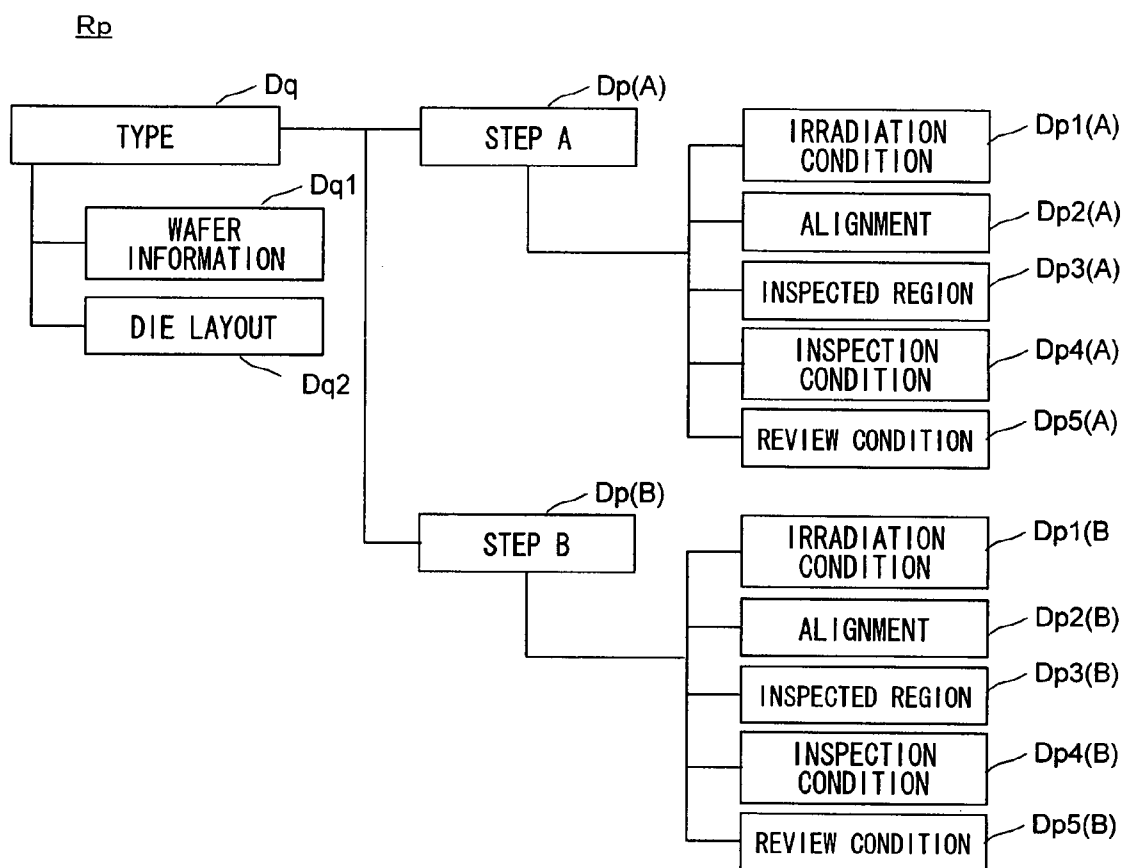 Rp
Dq
TYPE
Dq1
WAFER
INFORMATION
DIE LAYOUT
Dq2
Dp(A)
STEP A
IRRADIATION
CONDITION
Dp1(A)
ALIGNMENT
Dp2(A)
INSPECTED REGION
Dp3(A)
INSPECTION
CONDITION
Dp4(A)
REVIEW CONDITION
Dp5(A)
Dp(B)
STEP B
IRRADIATION
CONDITION
Dp1(B
ALIGNMENT
Dp2(B)
INSPECTED REGION
Dp3(B)
INSPECTION
CONDITION
Dp4(B)
REVIEW CONDITION
Dp5(B)